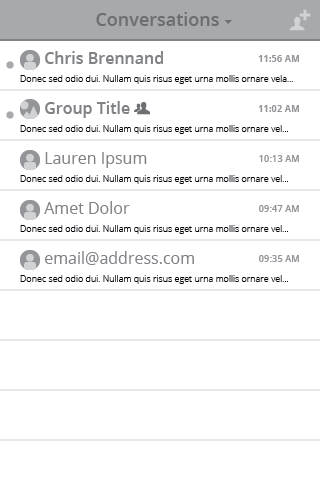 Conversations
Chris Brennand 11:56 AM
Donec sed odio dui. Nullam quis risus eget urna mollis ornare vela...
Group Title 11:02 AM
Donec sed odio dui. Nullam quis risus eget urna mollis ornare vel...
Lauren Ipsum 10:13 AM
Donec sed odio dui. Nullam quis risus eget urna mollis ornare vel...
Amet Dolor 09:47 AM
Donec sed odio dui. Nullam quis risus eget urna mollis ornare vel...
email@address.com 09:35 AM
Donec sed odio dui. Nullam quis risus eget urna mollis ornare vel...